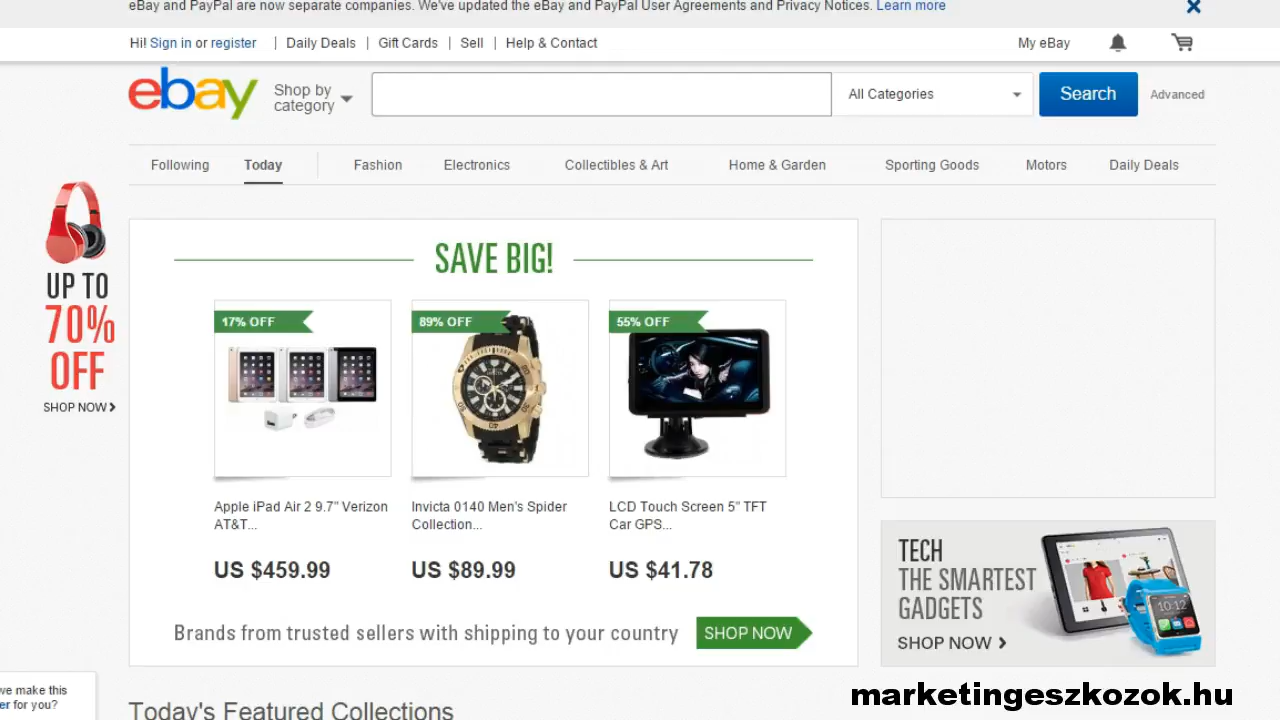 eBay and PayPal are now separate companies. We've updated the eBay and PayPal User Agreements and Privacy Notices. Learn more
Hi! Sign in or register | Daily Deals | Gift Cards | Sell | Help & Contact
My eBay
ebay
Shop by
category
All Categories
Search
Advanced
Following
Today
Fashion
Electronics
Collectibles & Art
Home & Garden
Sporting Goods
Motors
Daily Deals
UP TO
70%
OFF
SHOP NOW
SAVE BIG!
17% OFF
89% OFF
55% OFF
Apple iPad Air 2 9.7" Verizon
AT&T...
Invicta 0140 Men's Spider
Collection...
LCD Touch Screen 5" TFT
Car GPS...
US $459.99
US $89.99
US $41.78
Brands from trusted sellers with shipping to your country
SHOP NOW
TECH
THE SMARTEST
GADGETS
SHOP NOW
10:12
we make this
er for you?
Today's Featured Collections
marketingeszkozok.hu